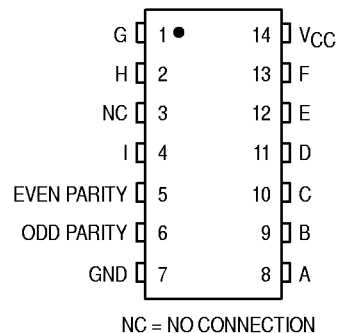 G 1 14 VCC
H 2 13 F
NC 3 12 E
I 4 11 D
EVEN PARITY 5 10 C
ODD PARITY 6 9 B
GND 7 8 A
NC = NO CONNECTION